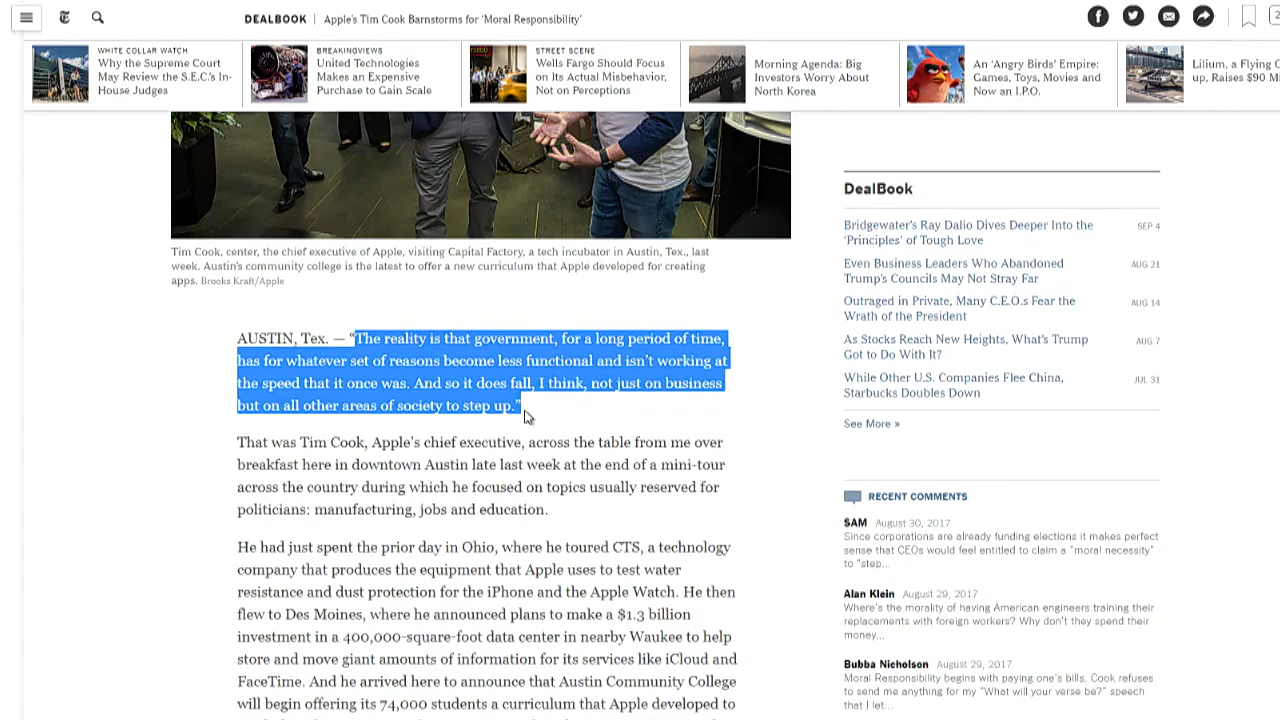 DEALBOOK | Apple's Tim Cook Barnstorms for 'Moral Responsibility'
WHITE COLLAR WATCH
Why the Supreme Court
May Review the S.E.C.'s In-
House Judges
BREAKINGVIEWS
United Technologies
Makes an Expensive
Purchase to Gain Scale
STREET SCENE
Wells Fargo Should Focus
on Its Actual Misbehavior,
Not on Perceptions
Morning Agenda: Big
Investors Worry About
North Korea
An 'Angry Birds' Empire:
Games, Toys, Movies and
Now an I.P.O.
Lilium, a Flying C
up, Raises $90 M
Tim Cook, center, the chief executive of Apple, visiting Capital Factory, a tech incubator in Austin, Tex., last
week. Austin's community college is the latest to offer a new curriculum that Apple developed for creating
apps. Brooks Kraft/Apple
AUSTIN, Tex. — “The reality is that government, for a long period of time,
has for whatever set of reasons become less functional and isn't working at
the speed that it once was. And so it does fall, I think, not just on business
but on all other areas of society to step up.”
That was Tim Cook, Apple's chief executive, across the table from me over
breakfast here in downtown Austin late last week at the end of a mini-tour
across the country during which he focused on topics usually reserved for
politicians: manufacturing, jobs and education.
He had just spent the prior day in Ohio, where he toured CTS, a technology
company that produces the equipment that Apple uses to test water
resistance and dust protection for the iPhone and the Apple Watch. He then
flew to Des Moines, where he announced plans to make a $1.3 billion
investment in a 400,000-square-foot data center in nearby Waukee to help
store and move giant amounts of information for its services like iCloud and
FaceTime. And he arrived here to announce that Austin Community College
will begin offering its 74,000 students a curriculum that Apple developed to
DealBook
Bridgewater's Ray Dalio Dives Deeper Into the SEP 4
'Principles' of Tough Love
Even Business Leaders Who Abandoned AUG 21
Trump's Councils May Not Stray Far
Outraged in Private, Many C.E.O.s Fear the AUG 14
Wrath of the President
As Stocks Reach New Heights, What's Trump AUG 7
Got to Do With It?
While Other U.S. Companies Flee China, JUL 31
Starbucks Doubles Down
See More »
RECENT COMMENTS
SAM August 30, 2017
Since corporations are already funding elections it makes perfect
sense that CEOs would feel entitled to claim a "moral necessity"
to "step...
Alan Klein August 29, 2017
Where's the morality of having American engineers training their
replacements with foreign workers? Why don't they spend their
money...
Bubba Nicholson August 29, 2017
Moral Responsibility begins with paying one's bills. Cook refuses
to send me anything for my "What will your verse be?" speech
that I let...